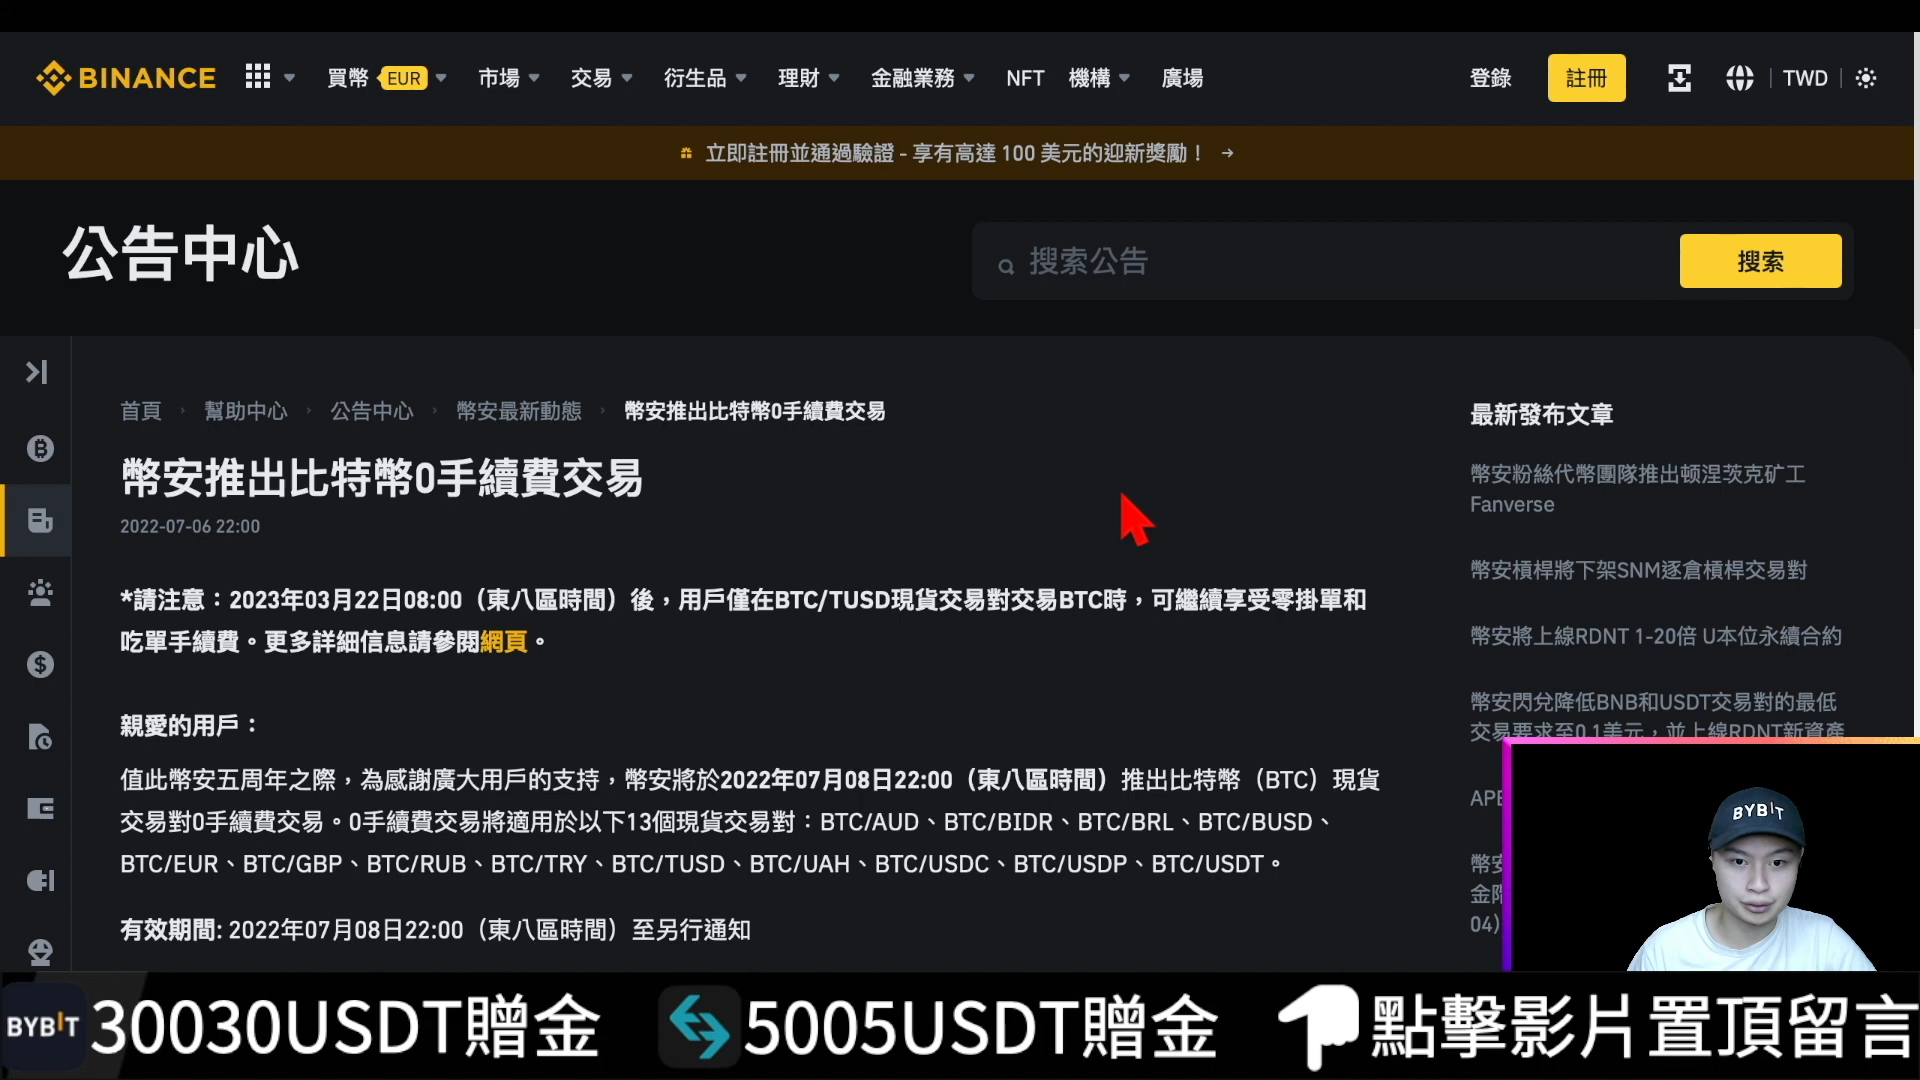 BINANCE 買幣 EUR 市場 交易 衍生品 理財 金融業務 NFT 機構 廣場 登錄 註冊 TWD
立即註冊並通過驗證 - 享有高達 100 美元的迎新獎勵！ →
公告中心
搜索公告 搜索
首頁 › 幫助中心 › 公告中心 › 幣安最新動態 › 幣安推出比特幣0手續費交易
幣安推出比特幣0手續費交易
2022-07-06 22:00
*請注意：2023年03月22日08:00（東八區時間）後，用戶僅在BTC/TUSD現貨交易對交易BTC時，可繼續享受零掛單和
吃單手續費。更多詳細信息請參閱網頁。
親愛的用戶：
值此幣安五周年之際，為感謝廣大用戶的支持，幣安將於2022年07月08日22:00（東八區時間）推出比特幣（BTC）現貨
交易對0手續費交易。0手續費交易將適用於以下13個現貨交易對：BTC/AUD、BTC/BIDR、BTC/BRL、BTC/BUSD、
BTC/EUR、BTC/GBP、BTC/RUB、BTC/TRY、BTC/TUSD、BTC/UAH、BTC/USDC、BTC/USDP、BTC/USDT。
有效期間: 2022年07月08日22:00（東八區時間）至另行通知
最新發布文章
幣安粉絲代幣團隊推出顿涅茨克矿工
Fanverse
幣安槓桿將下架SNM逐倉槓桿交易對
幣安將上線RDNT 1-20倍 U本位永續合約
幣安閃兌降低BNB和USDT交易對的最低
交易要求至0.1美元，並上線RDNT新資產
幣安
04)
BYBIT
BYBIT 30030USDT贈金 5005USDT贈金 點擊影片置頂留言